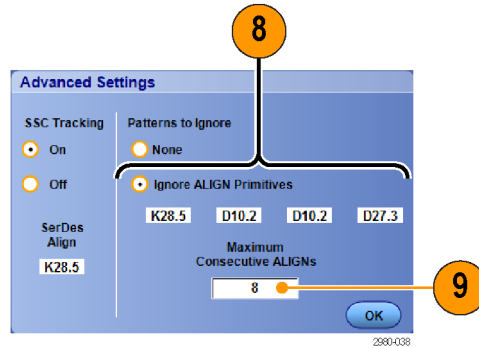 8
Advanced Settings
SSC Tracking
Patterns to Ignore
On
None
Off
Ignore ALIGN Primitives
K28.5 D10.2 D10.2 D27.3
SerDes
Align
K28.5
Maximum
Consecutive ALIGNs
8
9
OK
2980-038